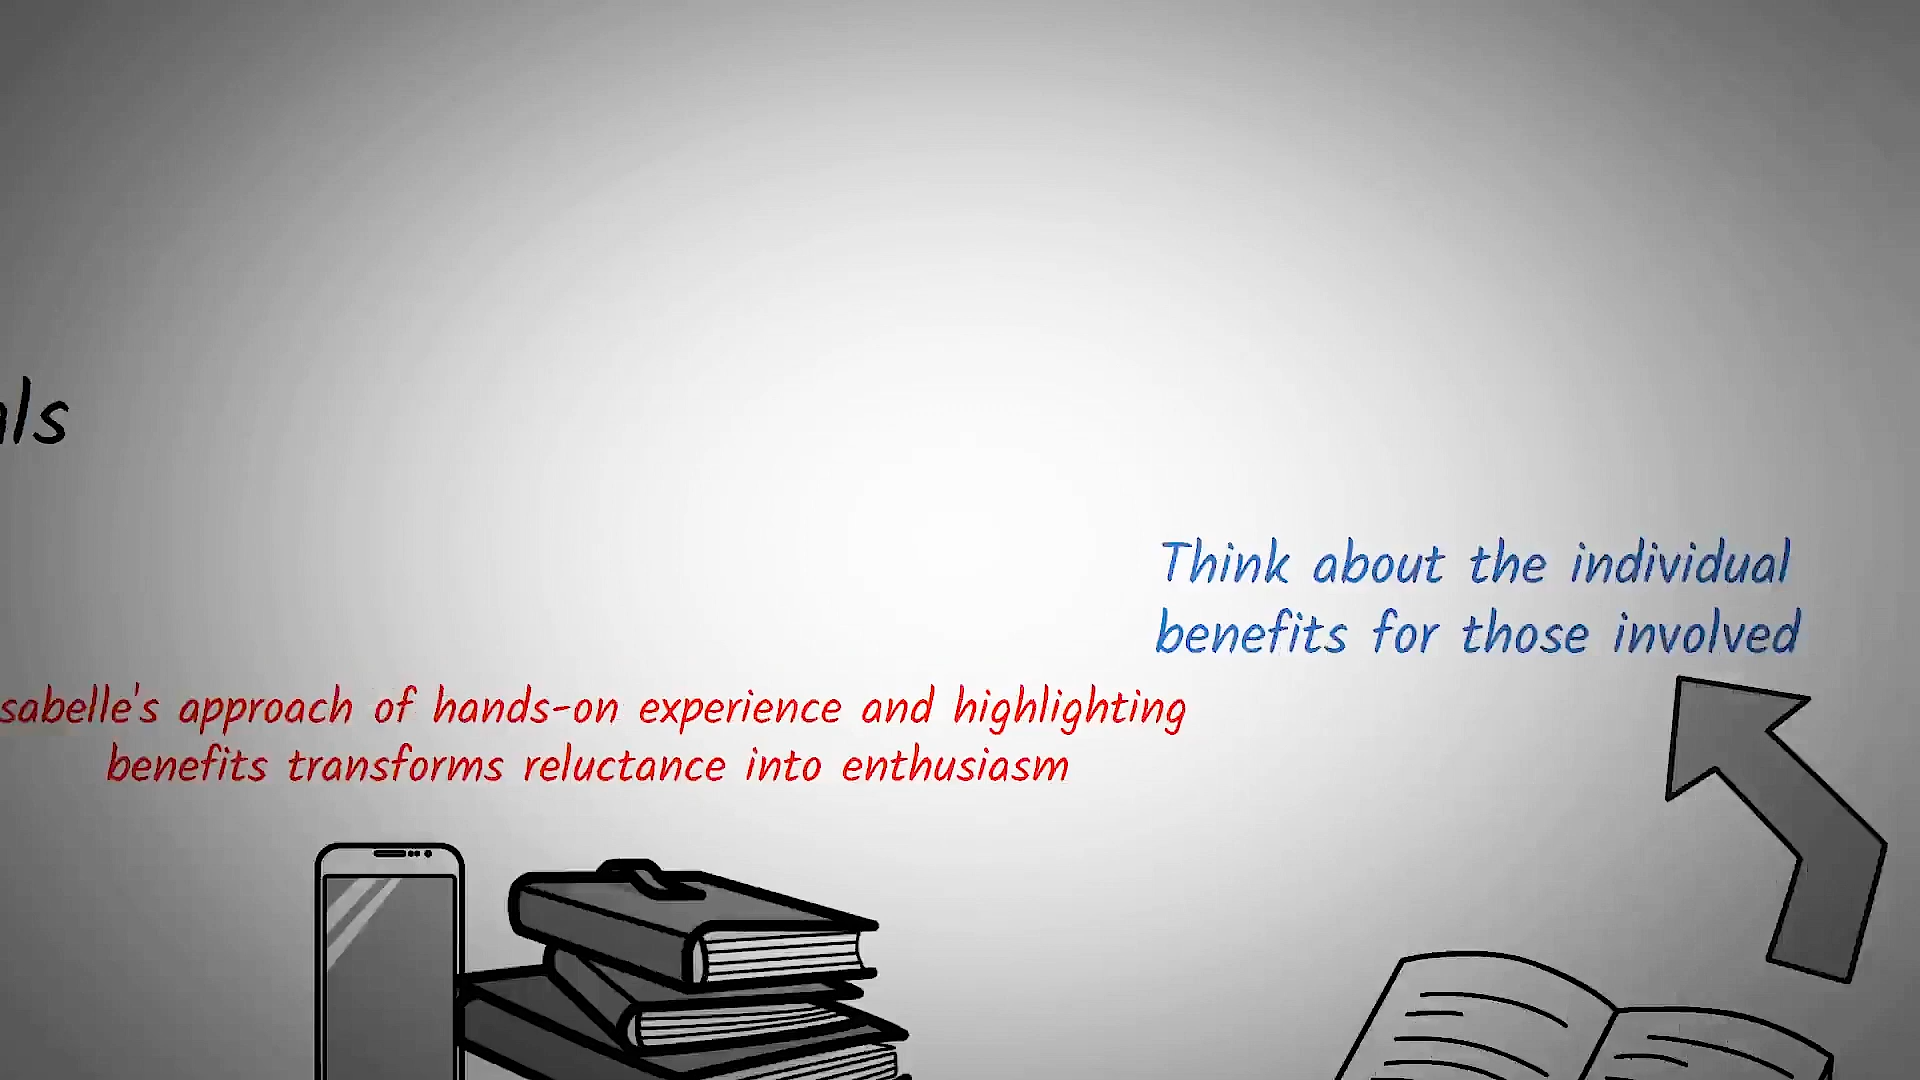 Think about the individual
benefits for those involved
sabelle's approach of hands-on experience and highlighting
benefits transforms reluctance into enthusiasm